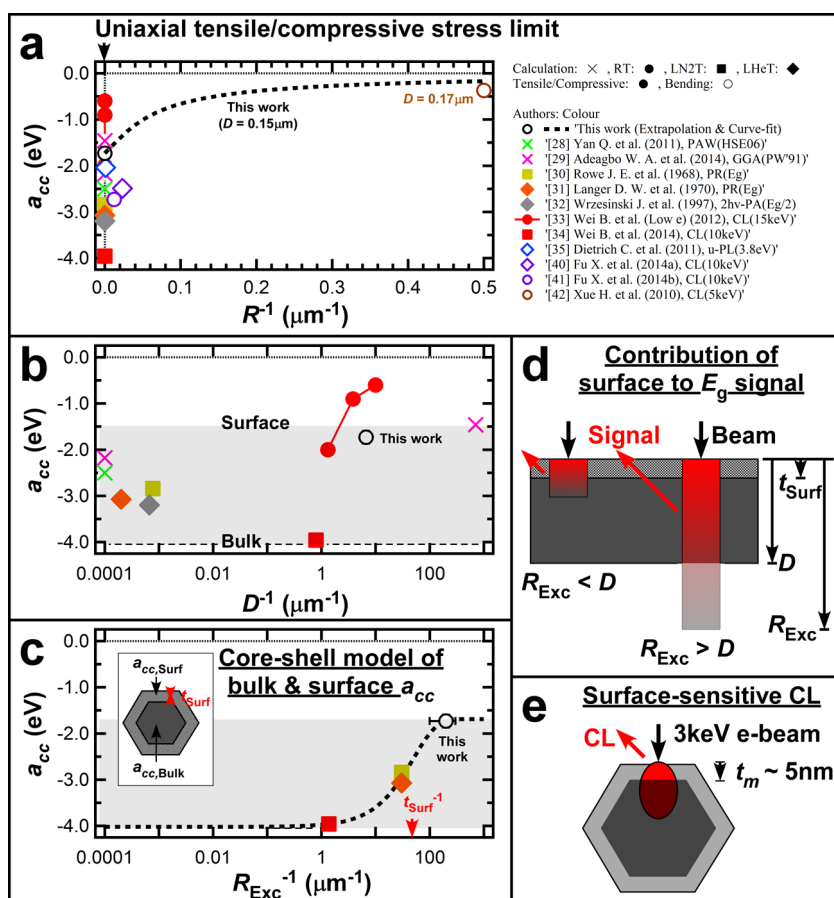 Uniaxial tensile/compressive stress limit
a
0.0
-1.0
-2.0
-3.0
-4.0
a_cc (eV)
This work
(D = 0.15μm)
D = 0.17μm
0.0
0.1
0.2
0.3
0.4
0.5
R⁻¹ (μm⁻¹)
Calculation: ×, RT: ●, LN2T: ■, LHeT: ◆
Tensile/Compressive: ●, Bending: ○
Authors: Colour
'This work (Extrapolation & Curve-fit)
'[28] Yan Q. et al. (2011), PAW(HSE06)'
'[29] Adeagbo W. A. et al. (2014), GGA(PW'91)'
'[30] Rowe J. E. et al. (1968), PR(Eg)'
'[31] Langer D. W. et al. (1970), PR(Eg)'
'[32] Wrzesinski J. et al. (1997), 2hv-PA(Eg/2)
'[33] Wei B. et al. (Low e) (2012), CL(15keV)'
'[34] Wei B. et al. (2014), CL(10keV)'
'[35] Dietrich C. et al. (2011), u-PL(3.8eV)'
'[40] Fu X. et al. (2014a), CL(10keV)'
'[41] Fu X. et al. (2014b), CL(10keV)'
'[42] Xue H. et al. (2010), CL(5keV)'
b
0.0
-1.0
-2.0
-3.0
-4.0
a_cc (eV)
Surface
This work
Bulk
0.0001
0.01
1
100
D⁻¹ (μm⁻¹)
c
0.0
-1.0
-2.0
-3.0
-4.0
a_cc (eV)
Core-shell model of
bulk & surface a_cc
a_cc,Surf
t_Surf
a_cc,Bulk
This
work
t_Surf⁻¹
0.0001
0.01
1
100
R_Exc⁻¹ (μm⁻¹)
d
Contribution of
surface to E_g signal
Signal
Beam
t_Surf
D
R_Exc < D
R_Exc
R_Exc > D
e
Surface-sensitive CL
CL
3keV e-beam
t_m ~ 5nm